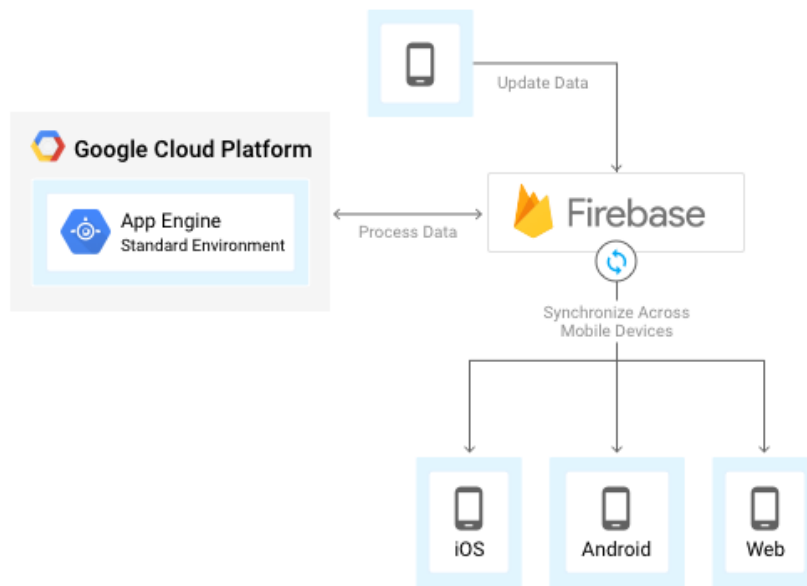 Update Data
Google Cloud Platform
App Engine
Standard Environment
Process Data
Firebase
Synchronize Across
Mobile Devices
iOS
Android
Web